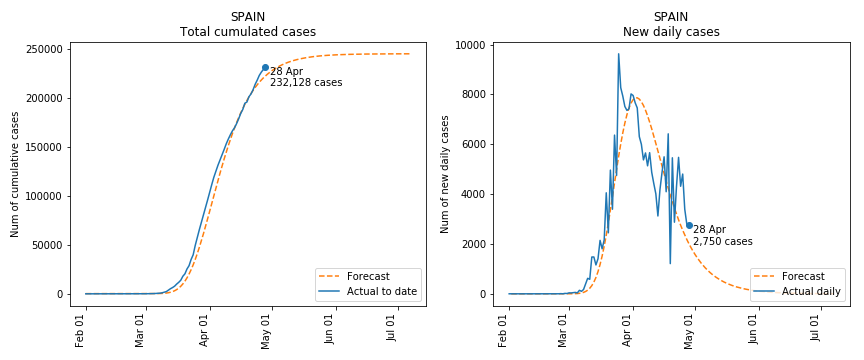 SPAIN
Total cumulated cases
Num of cumulative cases
250000
200000
150000
100000
50000
0
28 Apr
232,128 cases
Forecast
Actual to date
Feb 01
Mar 01
Apr 01
May 01
Jun 01
Jul 01
SPAIN
New daily cases
Num of new daily cases
10000
8000
6000
4000
2000
0
28 Apr
2,750 cases
Forecast
Actual daily
Feb 01
Mar 01
Apr 01
May 01
Jun 01
Jul 01